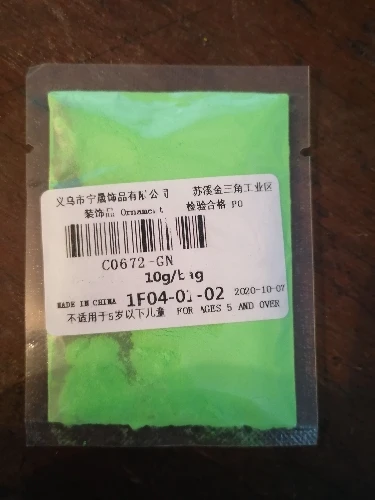 义乌市宁晟饰品有限公司 苏溪金三角工业区
装饰品 Ornament 检验合格 PO
C0672-GN
10g/bag
MADE IN CHINA 1F04-01-02 2020-10-07
不适用于5岁以下儿童 FOR AGES 5 AND OVER